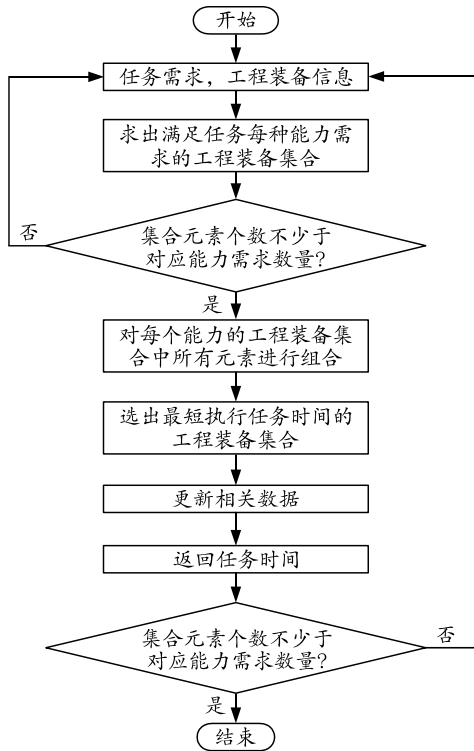 开始
任务需求，工程装备信息
求出满足任务每种能力需
求的工程装备集合
否
集合元素个数不少于
对应能力需求数量?
是
对每个能力的工程装备集
合中所有元素进行组合
选出最短执行任务时间的
工程装备集合
更新相关数据
返回任务时间
集合元素个数不少于
对应能力需求数量?
否
是
结束